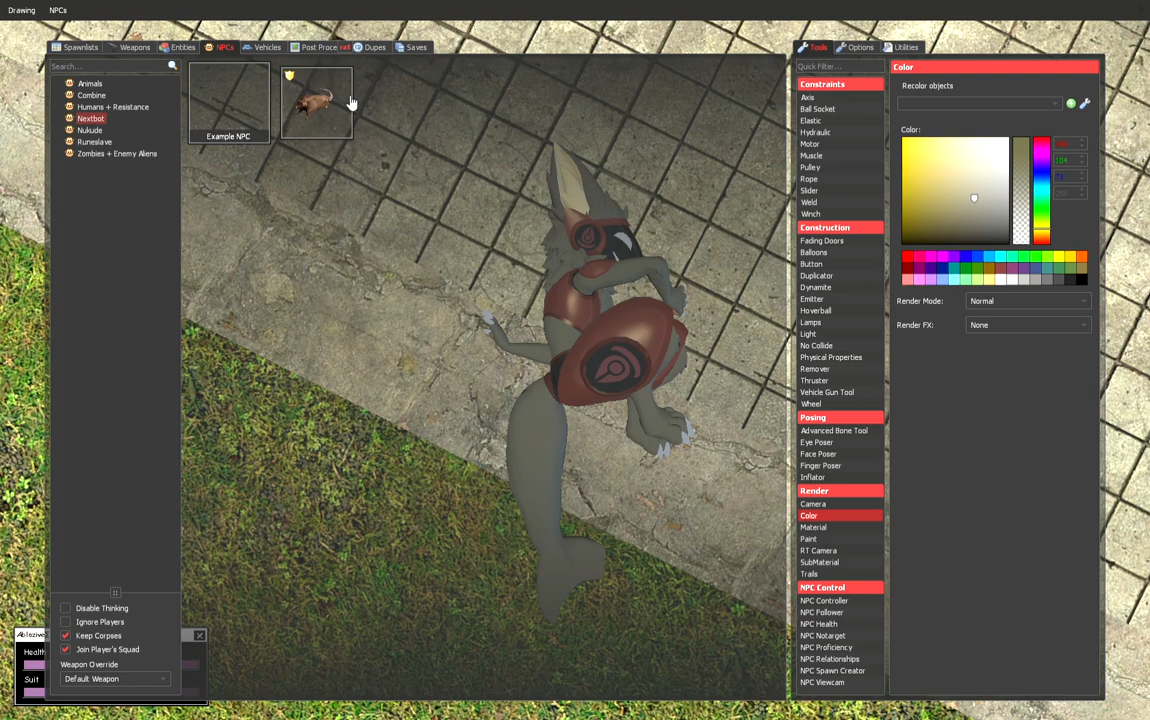 Drawing NPCs
Spawnlists Weapons Entities NPCs Vehicles Post Proce Dupes Saves
Search...
Animals
Combine
Humans + Resistance
Nextbot
Nukude
Runeslave
Zombies + Enemy Aliens
rat
Example NPC
Disable Thinking
Ignore Players
Keep Corpses
Join Player's Squad
Weapon Override
Default Weapon
Health
Suit
Tools Options Utilities
Quick Filter...
Constraints
Axis
Ball Socket
Elastic
Hydraulic
Motor
Muscle
Pulley
Rope
Slider
Weld
Winch
Construction
Fading Doors
Balloons
Button
Duplicator
Dynamite
Emitter
Hoverball
Lamps
Light
No Collide
Physical Properties
Remover
Thruster
Vehicle Gun Tool
Wheel
Posing
Advanced Bone Tool
Eye Poser
Face Poser
Finger Poser
Inflator
Render
Camera
Color
Material
Paint
RT Camera
SubMaterial
Trails
NPC Control
NPC Controller
NPC Follower
NPC Health
NPC Notarget
NPC Proficiency
NPC Relationships
NPC Spawn Creator
NPC Viewcam
Color
Recolor objects
Color:
104
Render Mode: Normal
Render FX: None